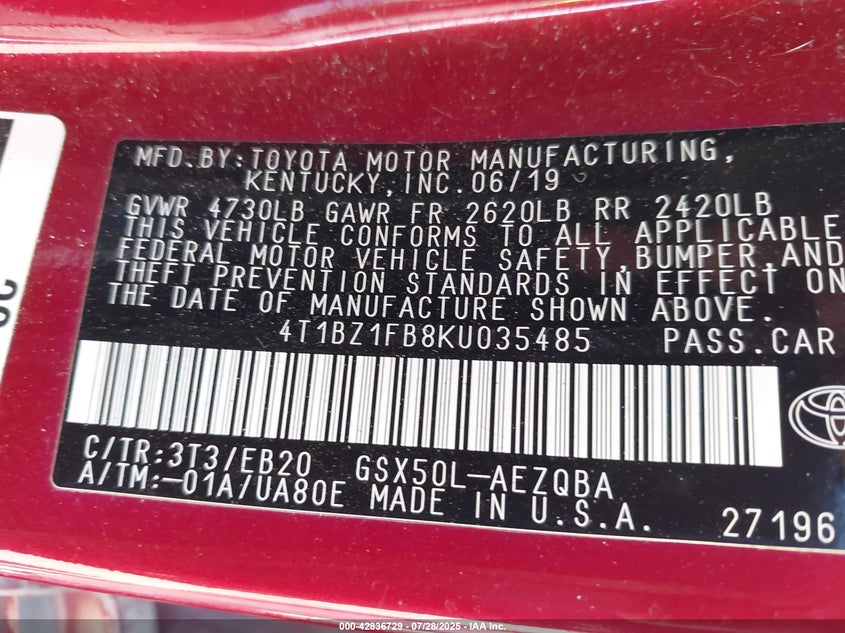 MFD.BY:TOYOTA MOTOR MANUFACTURING,
KENTUCKY,INC.06/19
GVWR 4730LB GAWR FR 2620LB RR 2420LB
THIS VEHICLE CONFORMS TO ALL APPLICABLE
FEDERAL MOTOR VEHICLE SAFETY,BUMPER,AND
THEFT PREVENTION STANDARDS IN EFFECT ON
THE DATE OF MANUFACTURE SHOWN ABOVE.
4T1BZ1FB8KU035485 PASS.CAR
C/TR:3T3/EB20 GSX50L-AEZQBA
A/TM:-01A/UA80E MADE IN U.S.A.
27196
000-42836729 - 07/28/2025 - IAA Inc.